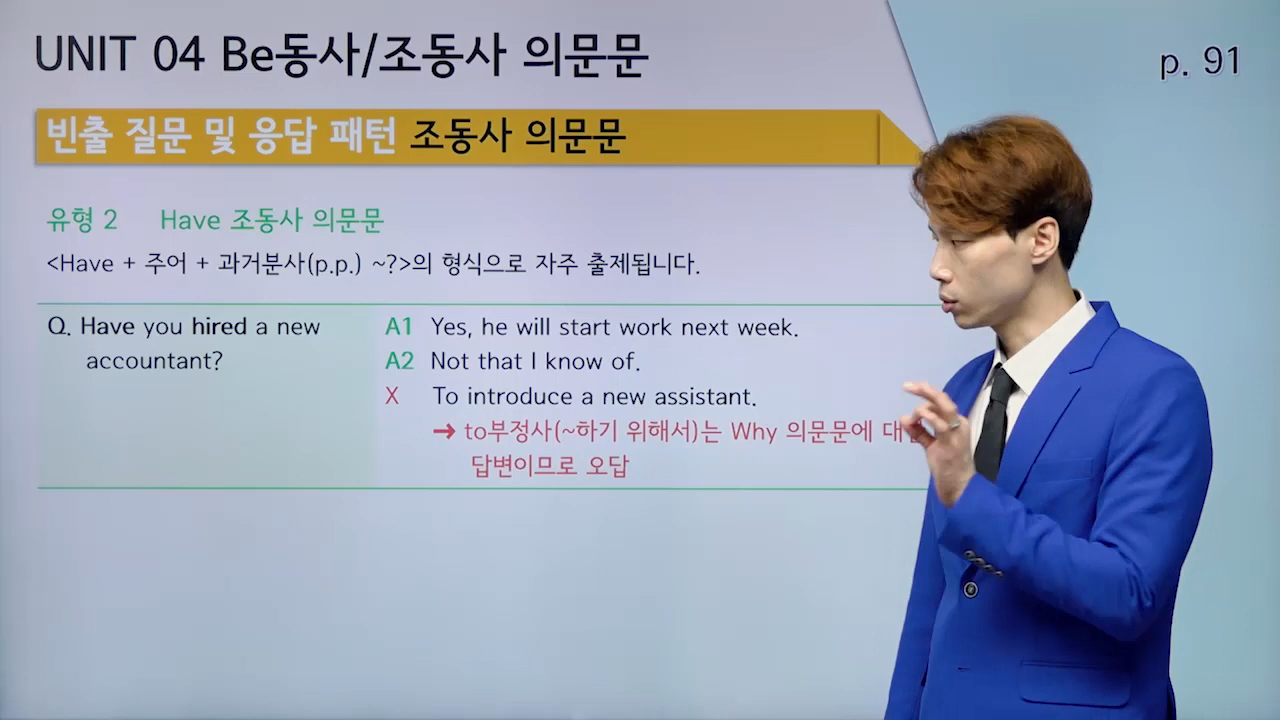 UNIT 04 Be동사/조동사 의문문
p. 91
빈출 질문 및 응답 패턴 조동사 의문문
유형 2 Have 조동사 의문문
<Have + 주어 + 과거분사(p.p.) ~?>의 형식으로 자주 출제됩니다.
Q. Have you hired a new
accountant?
A1 Yes, he will start work next week.
A2 Not that I know of.
X To introduce a new assistant.
→ to부정사(~하기 위해서)는 Why 의문문에
답변이므로 오답